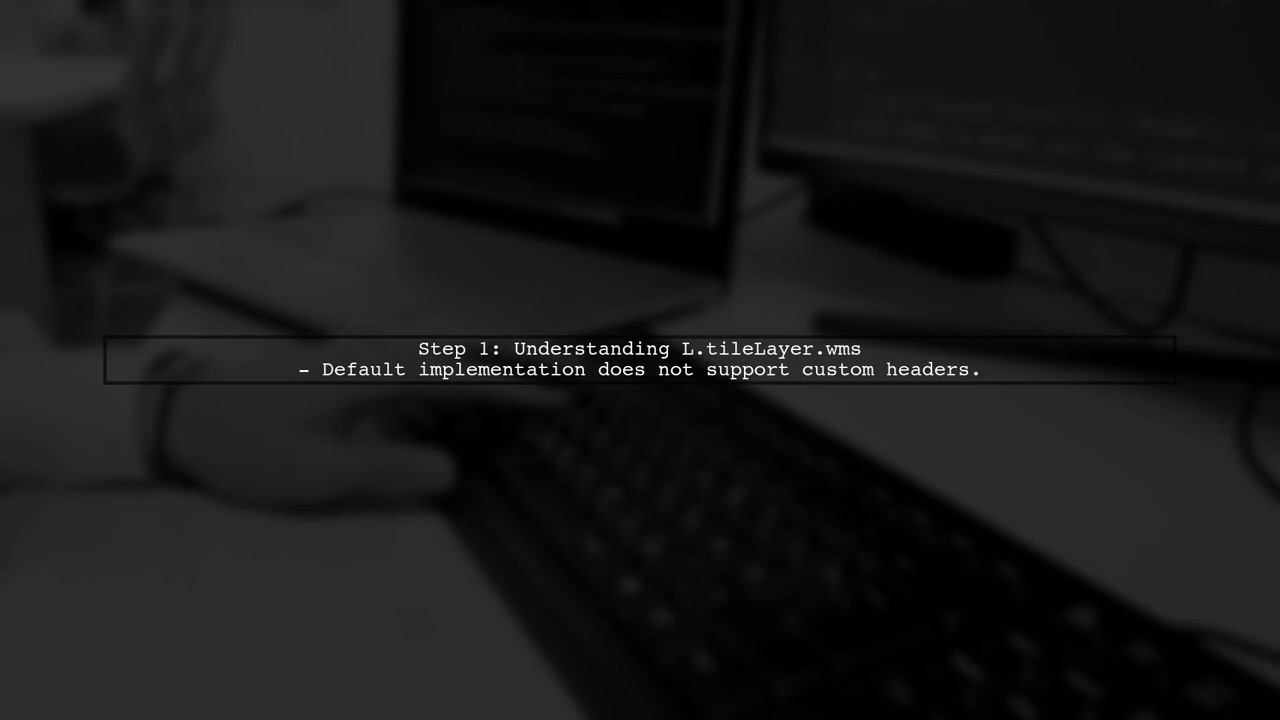 Step 1: Understanding L.tileLayer.wms
- Default implementation does not support custom headers.